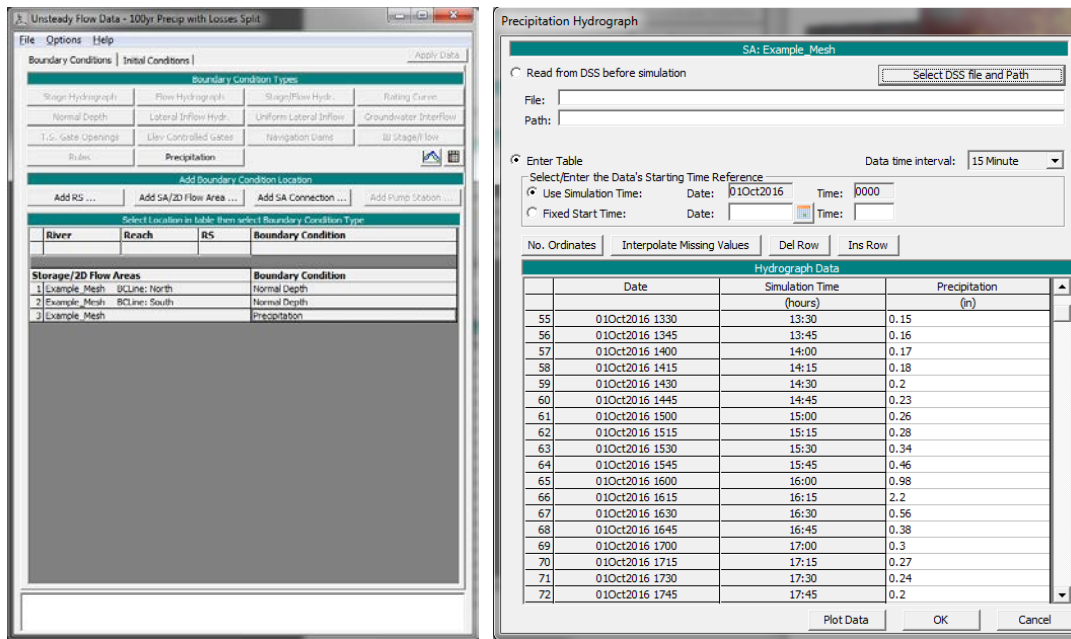 Unsteady Flow Data - 100yr Precip with Losses Split
File Options Help
Boundary Conditions Initial Conditions Apply Data
Boundary Condition Types
Stage Hydrograph Flow Hydrograph Stage/Flow Hydr. Rating Curve
Normal Depth Lateral Inflow Hydr. Uniform Lateral Inflow Groundwater Interflow
T.S. Gate Openings Elev Controlled Gates Navigation Dams IB Stage/Flow
Rules Precipitation
Add Boundary Condition Location
Add RS ... Add SA/2D Flow Area ... Add SA Connection ... Add Pump Station ...
Select Location in table then select Boundary Condition Type
River Reach RS Boundary Condition
Storage/2D Flow Areas Boundary Condition
1 Example_Mesh BCLine: North Normal Depth
2 Example_Mesh BCLine: South Normal Depth
3 Example_Mesh Precipitation
Precipitation Hydrograph
SA: Example_Mesh
Read from DSS before simulation Select DSS file and Path
File:
Path:
Enter Table Data time interval: 15 Minute
Select/Enter the Data's Starting Time Reference
Use Simulation Time: Date: 01Oct2016 Time: 0000
Fixed Start Time: Date: Time:
No. Ordinates Interpolate Missing Values Del Row Ins Row
Hydrograph Data
Date Simulation Time Precipitation
(hours) (in)
55 01Oct2016 1330 13:30 0.15
56 01Oct2016 1345 13:45 0.16
57 01Oct2016 1400 14:00 0.17
58 01Oct2016 1415 14:15 0.18
59 01Oct2016 1430 14:30 0.2
60 01Oct2016 1445 14:45 0.23
61 01Oct2016 1500 15:00 0.26
62 01Oct2016 1515 15:15 0.28
63 01Oct2016 1530 15:30 0.34
64 01Oct2016 1545 15:45 0.46
65 01Oct2016 1600 16:00 0.98
66 01Oct2016 1615 16:15 2.2
67 01Oct2016 1630 16:30 0.56
68 01Oct2016 1645 16:45 0.38
69 01Oct2016 1700 17:00 0.3
70 01Oct2016 1715 17:15 0.27
71 01Oct2016 1730 17:30 0.24
72 01Oct2016 1745 17:45 0.2
Plot Data OK Cancel